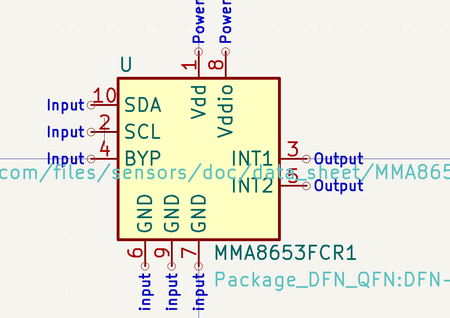 Power
Power
U
1
8
Vdd
Vddio
Input 10 SDA
Input 2 SCL
Input 4 BYP
INT1 3 Output
com/files/sensors/doc/data_sheet/MMA865
INT2 5 Output
GND
GND
GND
6
9
7
input
input
input
MMA8653FCR1
Package_DFN_QFN:DFN-